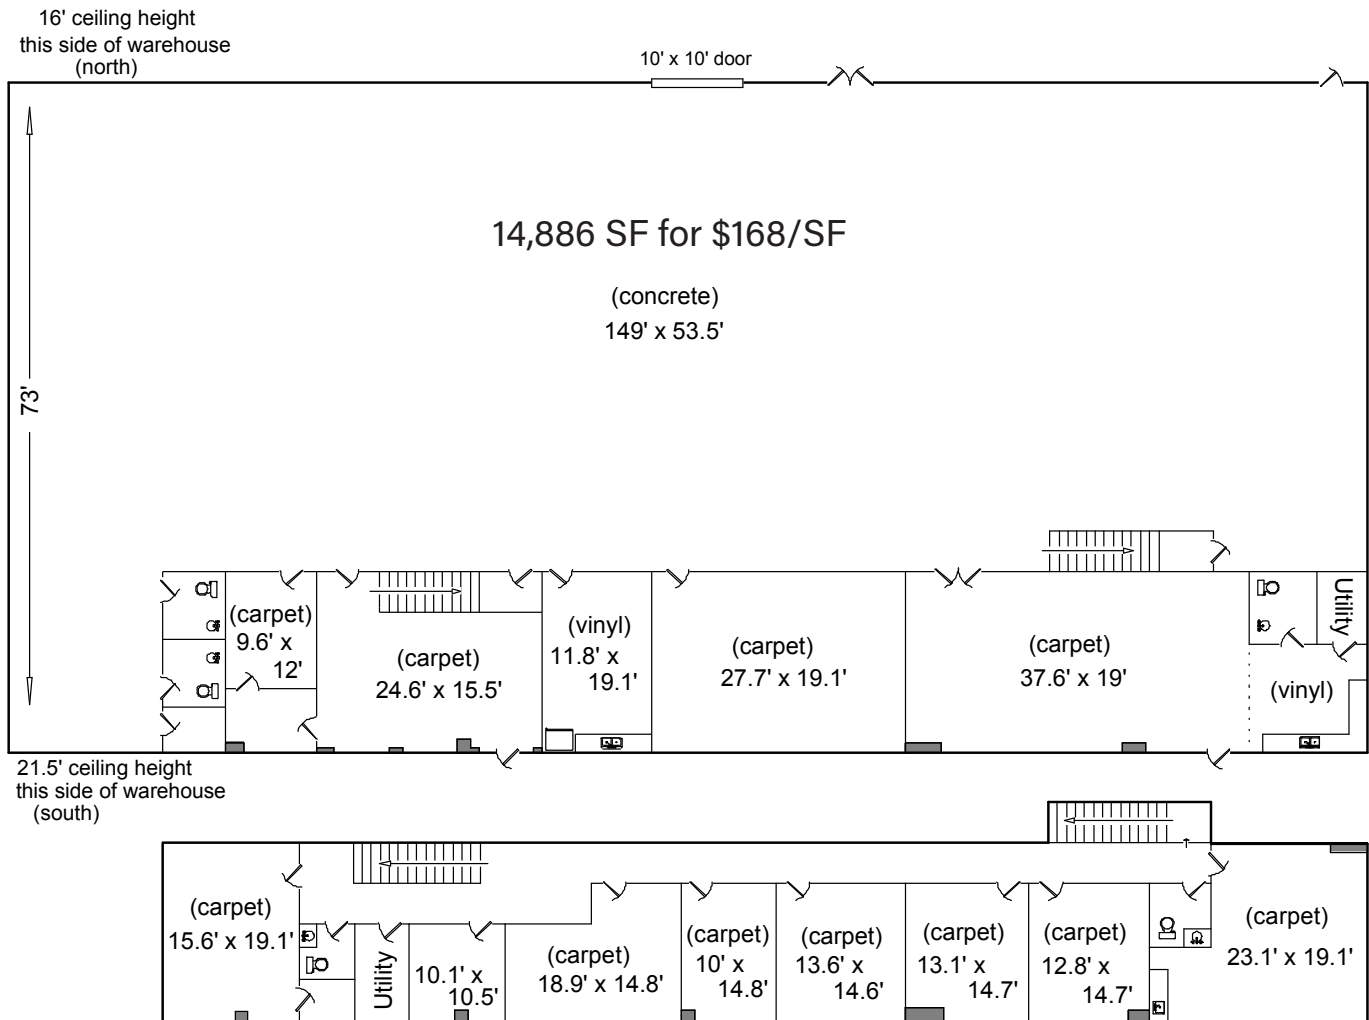 16' ceiling height
this side of warehouse
(north)
10' x 10' door
14,886 SF for $168/SF
(concrete)
149' x 53.5'
73'
(carpet)
9.6' x
12'
(carpet)
24.6' x 15.5'
(vinyl)
11.8' x
19.1'
(carpet)
27.7' x 19.1'
(carpet)
37.6' x 19'
Utility
(vinyl)
21.5' ceiling height
this side of warehouse
(south)
(carpet)
15.6' x 19.1'
Utility
10.1' x
10.5'
(carpet)
18.9' x 14.8'
(carpet)
10' x
14.8'
(carpet)
13.6' x
14.6'
(carpet)
13.1' x
14.7'
(carpet)
12.8' x
14.7'
(carpet)
23.1' x 19.1'